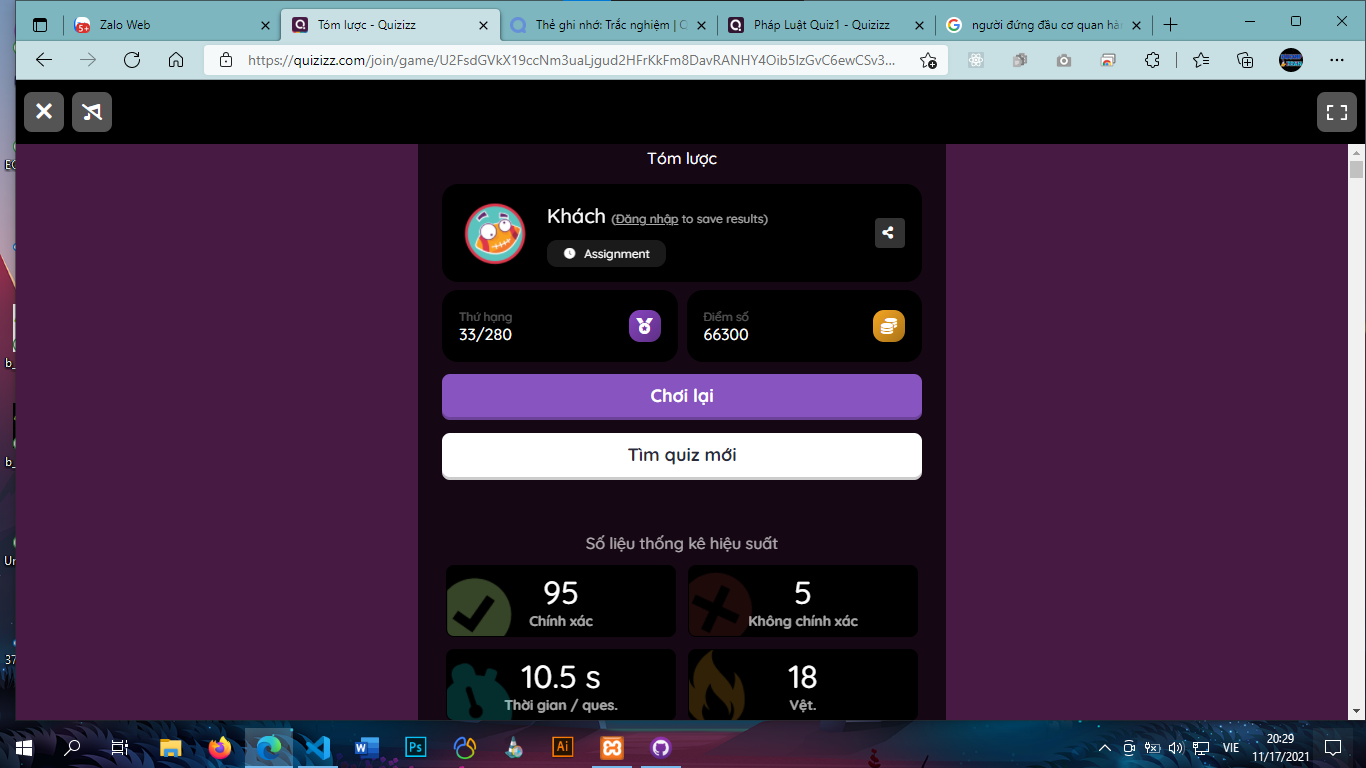 Zalo Web
Tóm lược - Quizizz
Thẻ ghi nhớ: Trắc nghiệm | Q
Pháp Luật Quiz1 - Quizizz
người đứng đầu cơ quan hàn
https://quizizz.com/join/game/U2FsdGVkX19ccNm3uaLjgud2HFrKkFm8DavRANHY4Oib5IzGvC6ewCSv3...
Tóm lược
Khách (Đăng nhập to save results)
Assignment
Thứ hạng
33/280
Điểm số
66300
Chơi lại
Tìm quiz mới
Số liệu thống kê hiệu suất
95
Chính xác
5
Không chính xác
10.5 s
Thời gian / ques.
18
Vệt.
VIE
20:29
11/17/2021